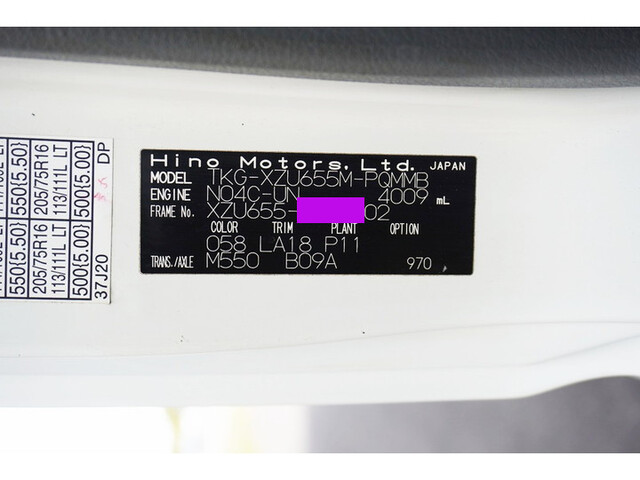 Hino Motors, Ltd. JAPAN
MODEL TKG-XZU655M-PQMMB
ENGINE N04C-UN 4009 mL
FRAME No. XZU655- 02
COLOR TRIM PLANT OPTION
058 LA18 P11
TRANS./AXLE M550 B09A 970
550{5.50}
205/75R16
113/111L LT
500{5.00}
550{5.50}
205/75R16
113/111L LT
500{5.00}
DP
37J20